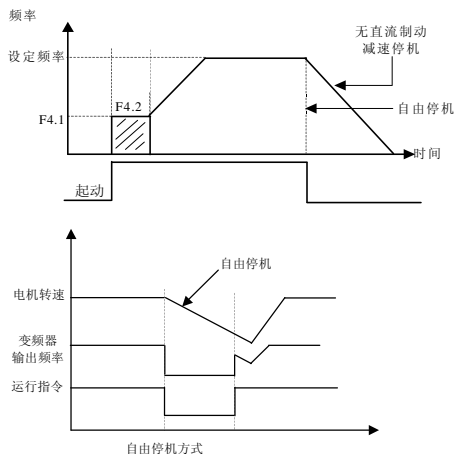 频率
无直流制动
减速停机
设定频率
F4.2
自由停机
F4.1
时间
起动
自由停机
电机转速
变频器
输出频率
运行指令
自由停机方式